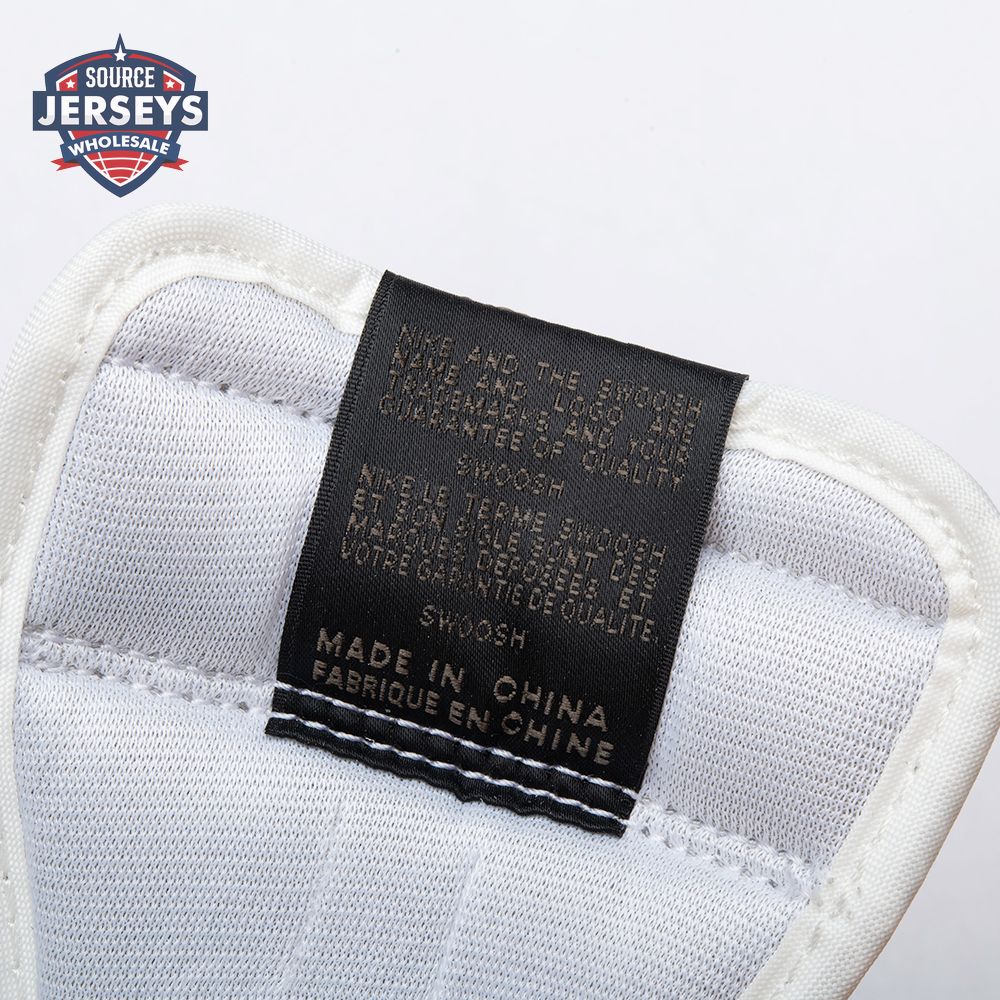 SOURCE
JERSEYS
WHOLESALE
NIKE AND THE SWOOSH
NAME AND LOGO ARE
TRADEMARKS AND YOUR
GUARANTEE OF QUALITY
SWOOSH
NIKE LE TERME SWOOSH
ET SON SIGLE SONT DES
MARQUES DEPOSEES ET
VOTRE GARANTIE DE QUALITE.
SWOOSH
MADE IN CHINA
FABRIQUE EN CHINE